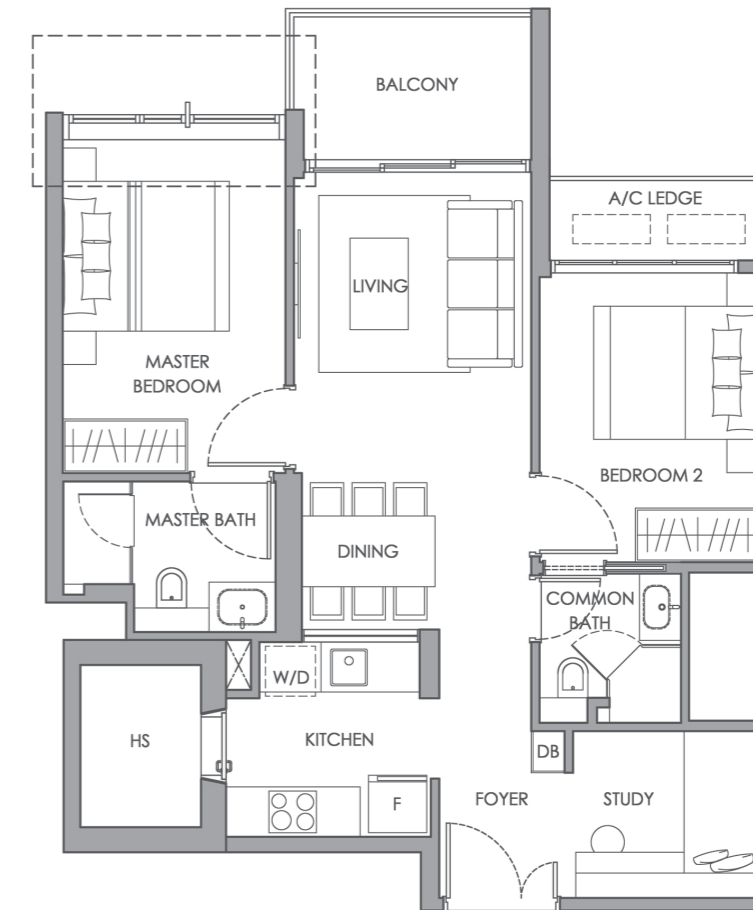 BALCONY
A/C LEDGE
LIVING
MASTER
BEDROOM
BEDROOM 2
MASTER BATH
DINING
COMMON
BATH
W/D
HS
KITCHEN
DB
F
FOYER
STUDY